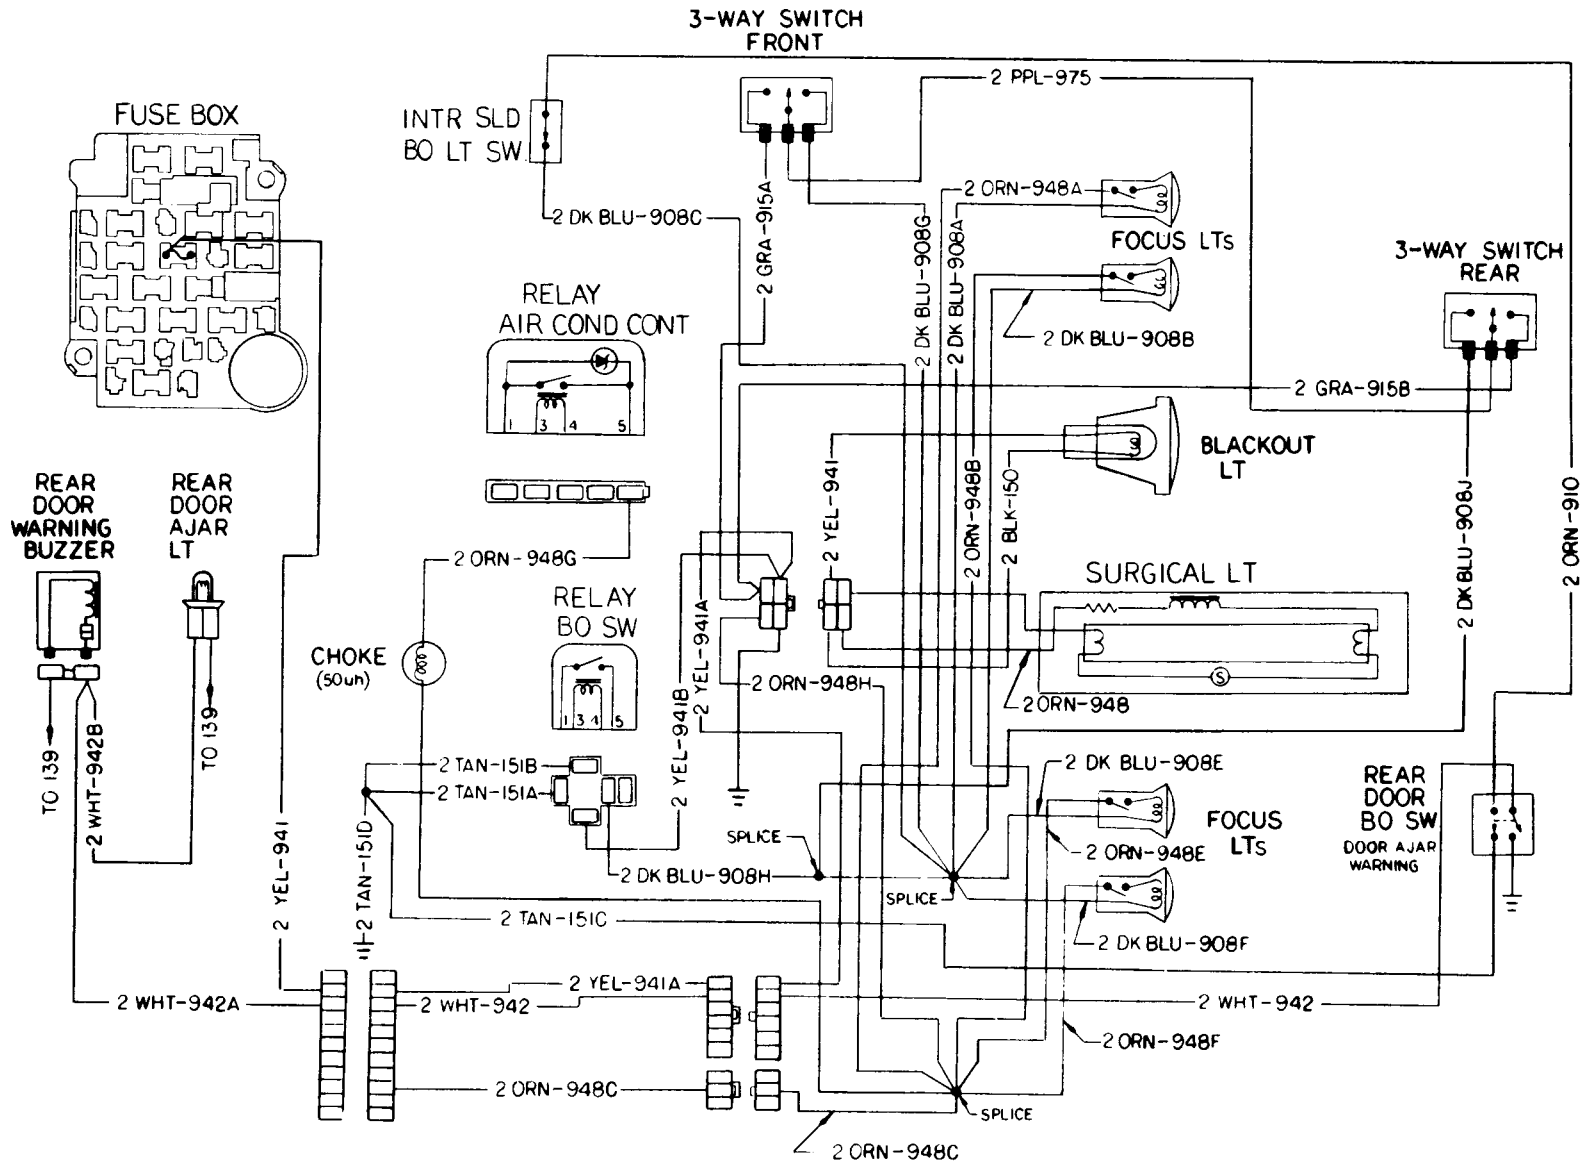 3-WAY SWITCH
FRONT
FUSE BOX
INTR SLD
BO LT SW
2 PPL-975
2 GRA-915A
2 DK BLU-908C
2 DK BLU-908G
2 DK BLU-908A
2 ORN-948A
FOCUS LTS
2 DK BLU-908B
3-WAY SWITCH
REAR
RELAY
AIR COND CONT
1 3 4 5
2 GRA-915B
BLACKOUT
LT
2 YEL-941
2 ORN-948B
2 BLK-150
2 DK BLU-908J
2 ORN-910
REAR
DOOR
WARNING
BUZZER
REAR
DOOR
AJAR
LT
2 ORN-948G
RELAY
BO SW
1 3 4 5
SURGICAL LT
S
CHOKE
(50uh)
2 YEL-941A
2 YEL-941B
2 ORN-948H
2 ORN-948
TO 139
2 WHT-942B
TO 139
2 YEL-941
2 TAN-151B
2 TAN-151A
2 TAN-151D
2 DK BLU-908E
REAR
DOOR
BO SW
DOOR AJAR
WARNING
FOCUS
LTS
SPLICE
2 ORN-948E
2 DK BLU-908H
SPLICE
2 TAN-151C
2 DK BLU-908F
2 WHT-942A
2 YEL-941A
2 WHT-942
2 WHT-942
2 ORN-948F
2 ORN-948C
SPLICE
2 ORN-948C